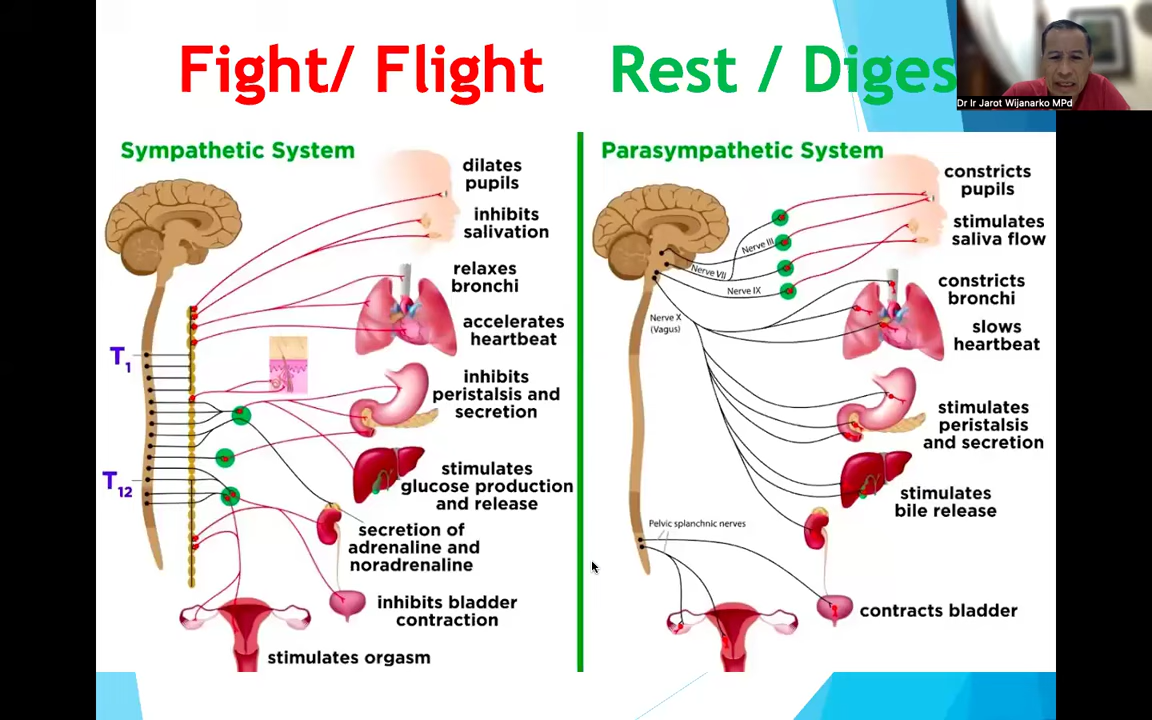 Fight/ Flight
Rest / Diges
Dr Ir Jarot Wijanarko MPd
Sympathetic System
dilates
pupils
inhibits
salivation
relaxes
bronchi
accelerates
heartbeat
T1
inhibits
peristalsis and
secretion
T12
stimulates
glucose production
and release
secretion of
adrenaline and
noradrenaline
inhibits bladder
contraction
stimulates orgasm
Parasympathetic System
constricts
pupils
stimulates
saliva flow
Nerve III
Nerve VII
Nerve IX
Nerve X
(Vagus)
constricts
bronchi
slows
heartbeat
stimulates
peristalsis
and secretion
stimulates
bile release
Pelvic splanchnic nerves
contracts bladder